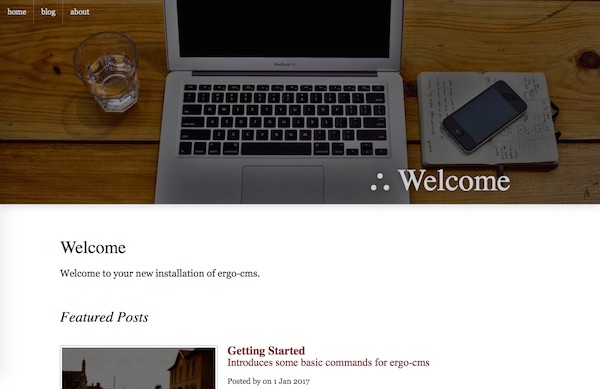 home blog about
MacBook Air
∴ Welcome
Welcome
Welcome to your new installation of ergo-cms.
Featured Posts
Getting Started
Introduces some basic commands for ergo-cms
Posted by on 1 Jan 2017